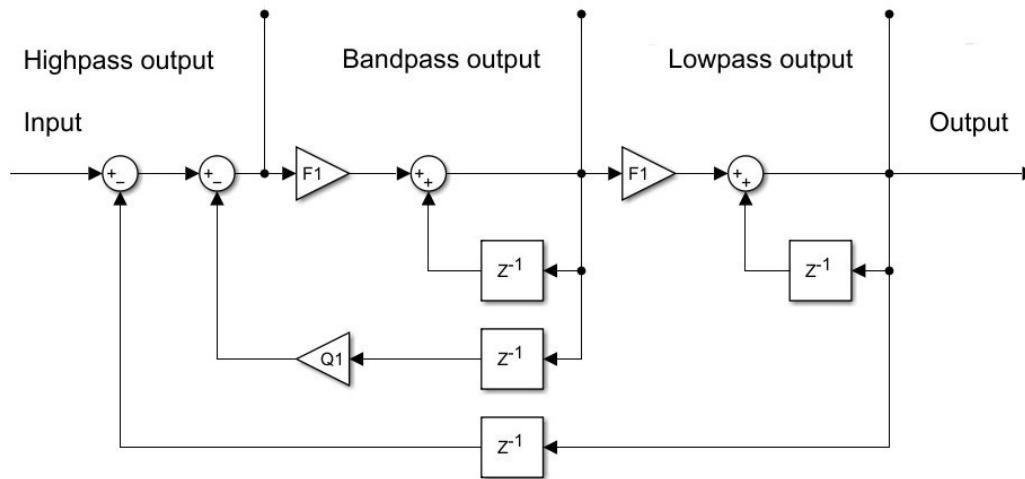 Highpass output
Bandpass output
Lowpass output
Input
Output
+
−
+
−
F1
+
+
F1
+
+
Z-1
Z-1
Q1
Z-1
Z-1